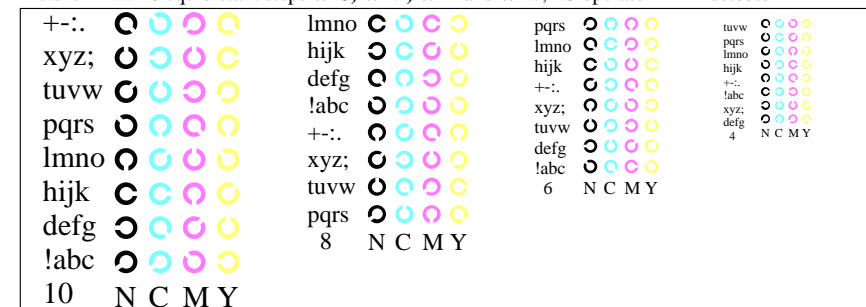 +-:.
xyz;
tuvw
pqrs
lmno
hijk
defg
!abc
10 N C M Y
lmno
hijk
defg
!abc
+-:.
xyz;
tuvw
pqrs
8 N C M Y
pqrs
lmno
hijk
+-:.
xyz;
tuvw
defg
!abc
6 N C M Y
tuvw
pqrs
lmno
hijk
+-:.
!abc
xyz;
defg
4 N C M Y